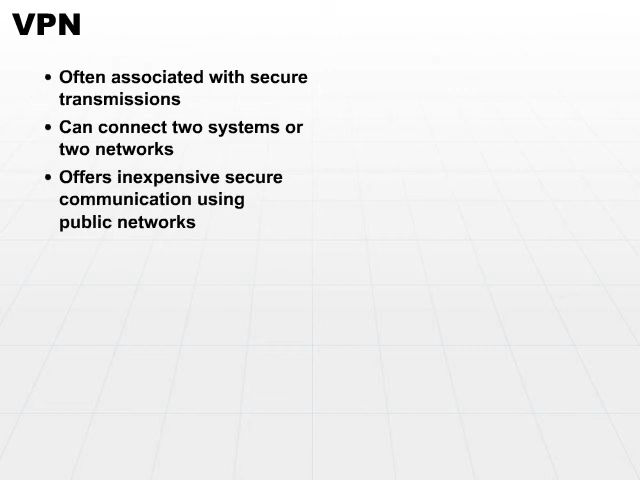 VPN
• Often associated with secure
transmissions
• Can connect two systems or
two networks
• Offers inexpensive secure
communication using
public networks